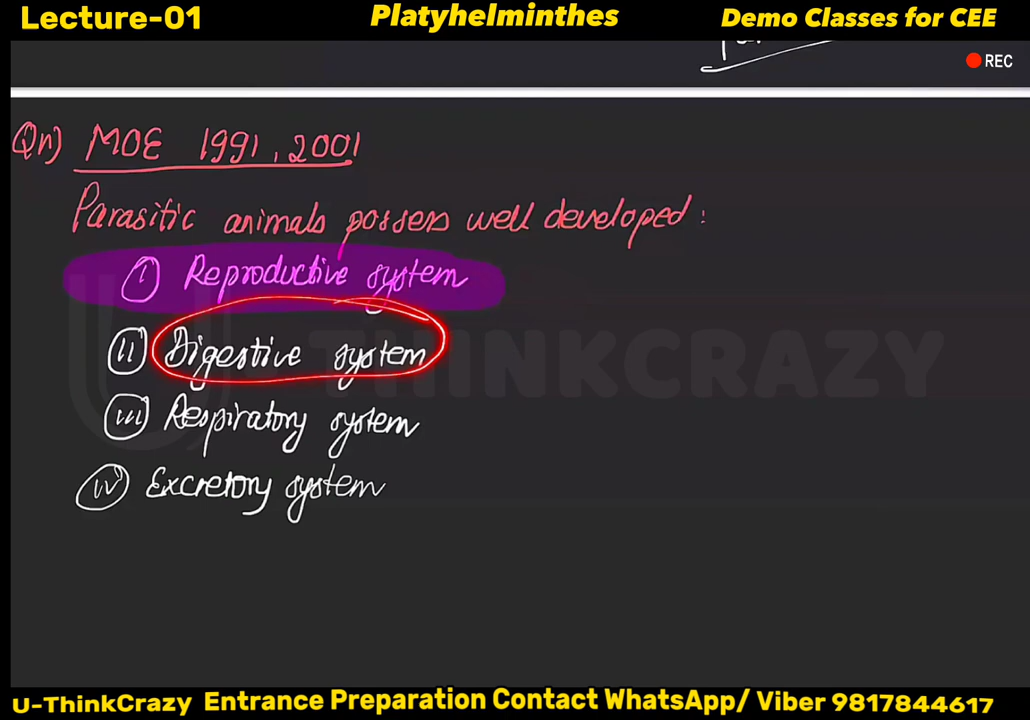 Lecture-01
Platyhelminthes
Demo Classes for CEE
REC
Qn) MOE 1991, 2001
Parasitic animals possess well developed:
(i) Reproductive system
(ii) Digestive system
U THINKCRAZY
(iii) Respiratory system
(iv) Excretory system
U-ThinkCrazy Entrance Preparation Contact WhatsApp/ Viber 9817844617